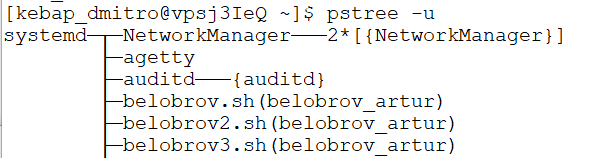 [kebap_dmitro@vpsj3IeQ ~]$ pstree -u
systemd─┬─NetworkManager───2*[{NetworkManager}]
        ├─agetty
        ├─auditd───{auditd}
        ├─belobrov.sh(belobrov_artur)
        ├─belobrov2.sh(belobrov_artur)
        ├─belobrov3.sh(belobrov_artur)